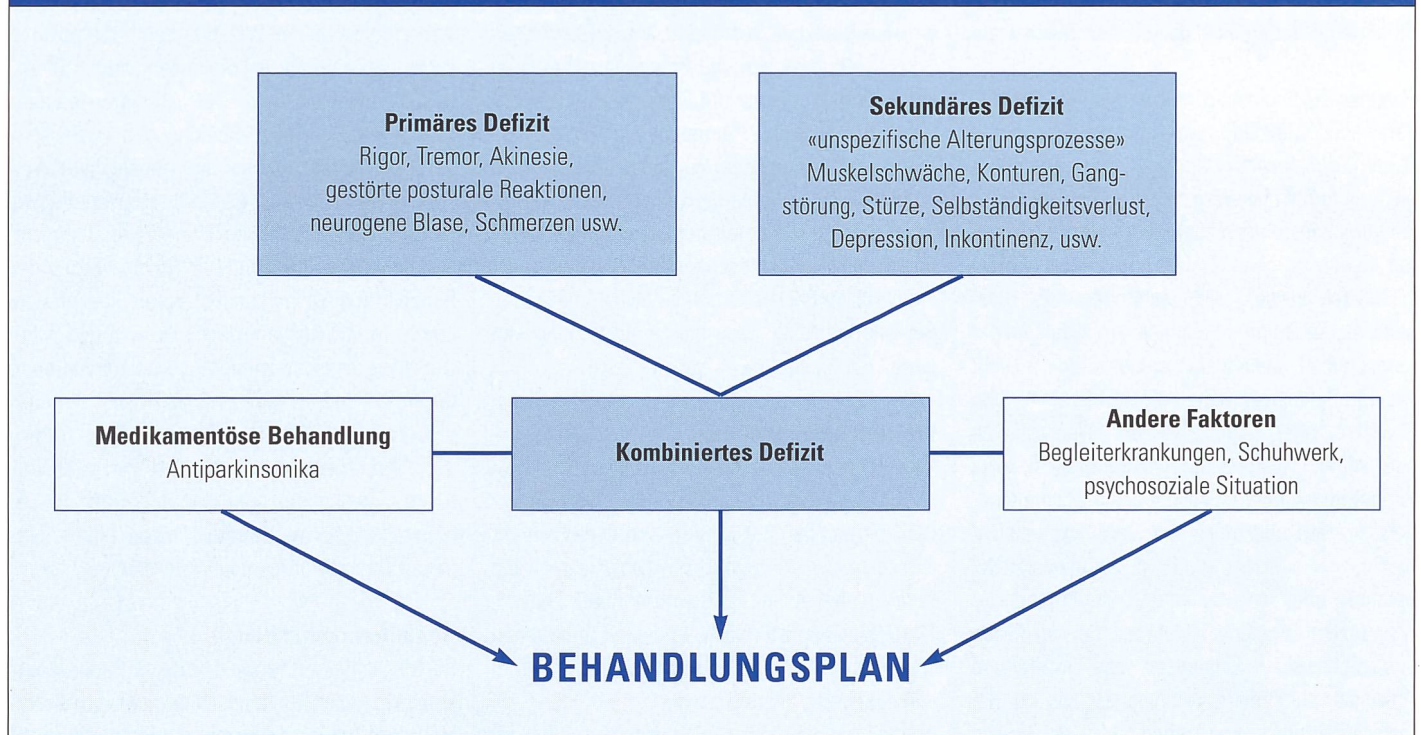 Primäres Defizit
Rigor, Tremor, Akinesie,
gestörte posturale Reaktionen,
neurogene Blase, Schmerzen usw.
Sekundäres Defizit
«unspezifische Alterungsprozesse»
Muskelschwäche, Konturen, Gang-
störung, Stürze, Selbständigkeitsverlust,
Depression, Inkontinenz, usw.
Medikamentöse Behandlung
Antiparkinsonika
Kombiniertes Defizit
Andere Faktoren
Begleiterkrankungen, Schuhwerk,
psychosoziale Situation
BEHANDLUNGSPLAN